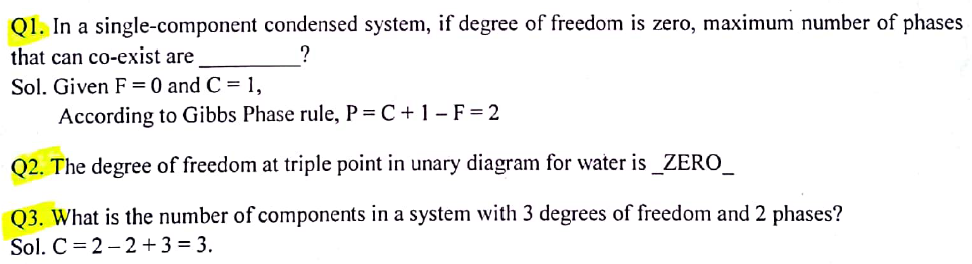 Q1. In a single-component condensed system, if degree of freedom is zero, maximum number of phases
that can co-exist are __________?
Sol. Given F = 0 and C = 1,
According to Gibbs Phase rule, P = C + 1 – F = 2
Q2. The degree of freedom at triple point in unary diagram for water is _ZERO_
Q3. What is the number of components in a system with 3 degrees of freedom and 2 phases?
Sol. C = 2 – 2 + 3 = 3.